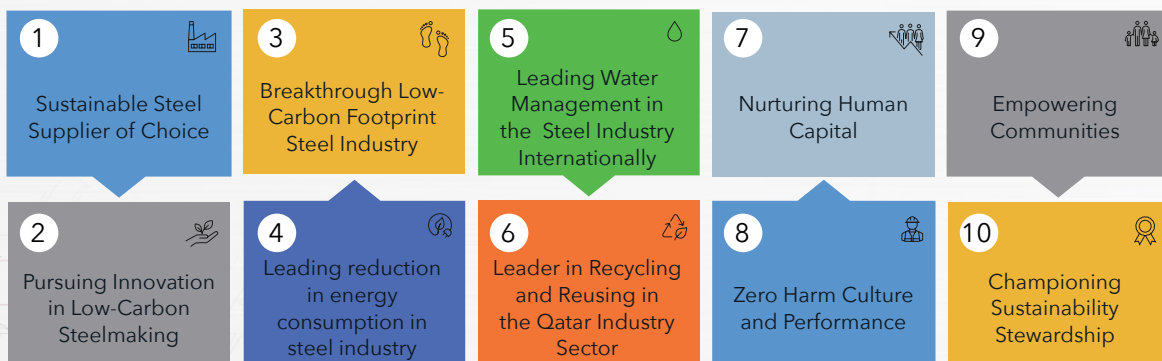 1
Sustainable Steel
Supplier of Choice
2
Pursuing Innovation
in Low-Carbon
Steelmaking
3
Breakthrough Low-
Carbon Footprint
Steel Industry
4
Leading reduction
in energy
consumption in
steel industry
5
Leading Water
Management in
the Steel Industry
Internationally
6
Leader in Recycling
and Reusing in
the Qatar Industry
Sector
7
Nurturing Human
Capital
8
Zero Harm Culture
and Performance
9
Empowering
Communities
10
Championing
Sustainability
Stewardship